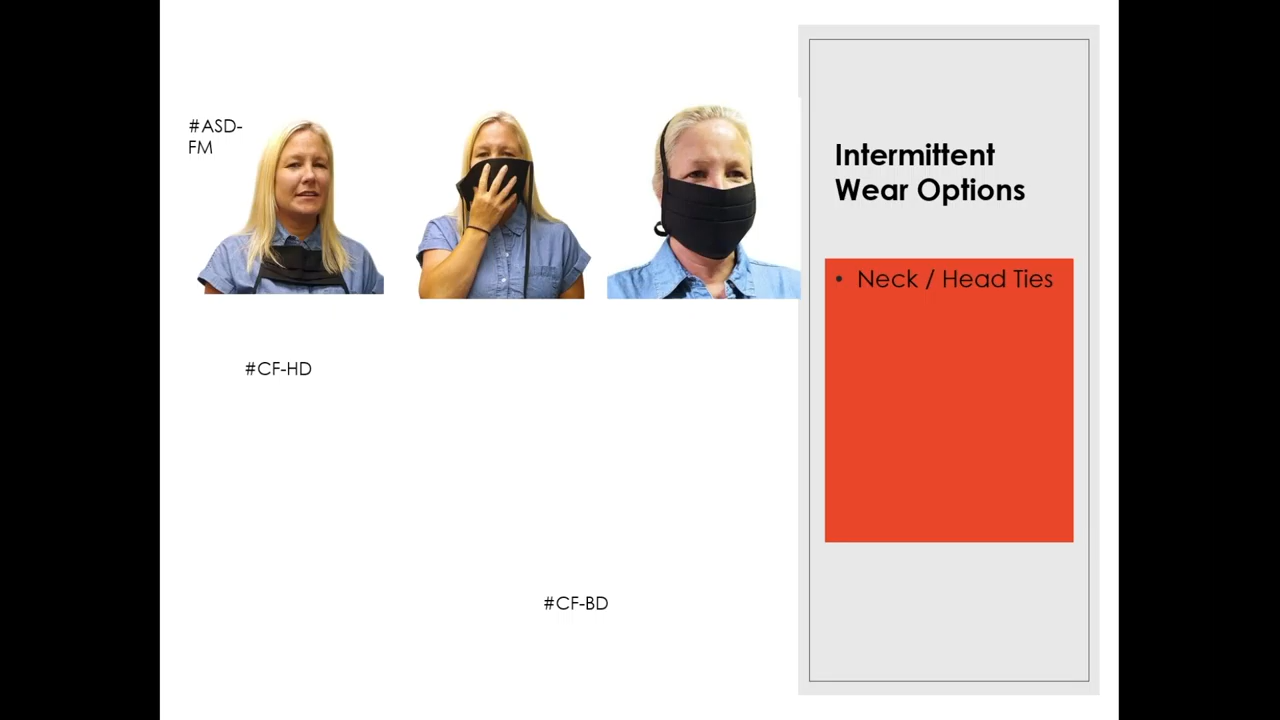 #ASD-
FM
#CF-HD
#CF-BD
Intermittent
Wear Options
• Neck / Head Ties